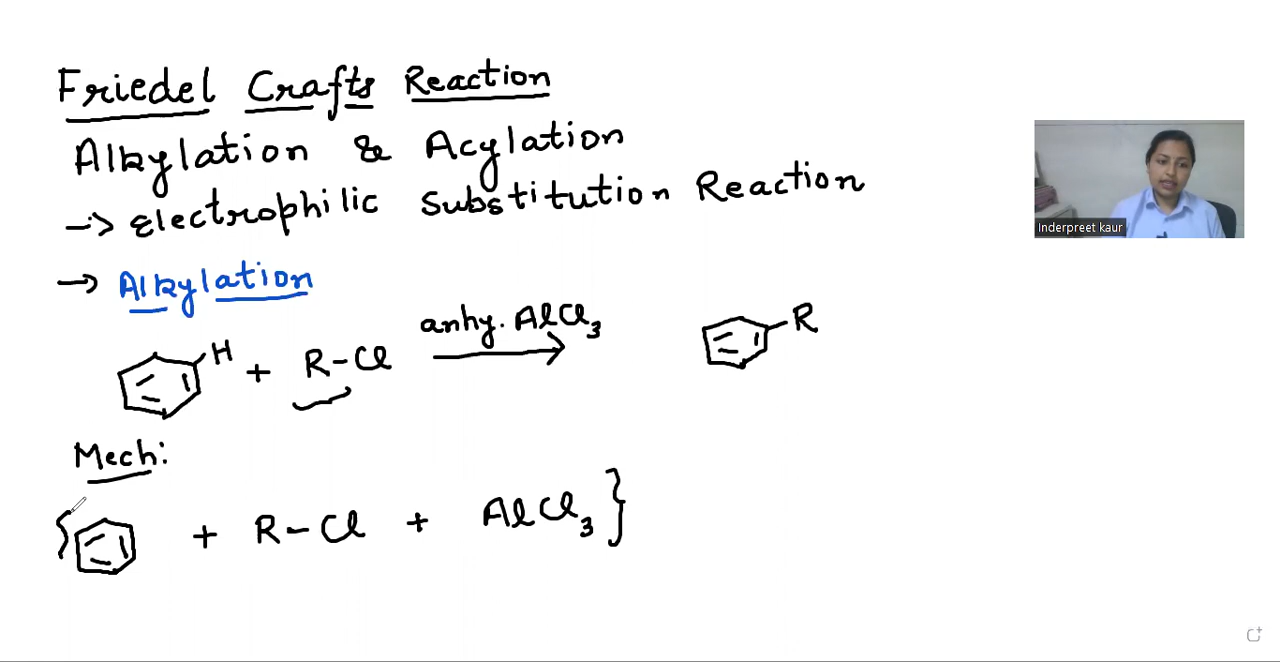 Friedel Crafts Reaction
Alkylation & Acylation
-> Electrophilic Substitution Reaction
-> Alkylation
H + R-Cl anhy. AlCl3 R
Mech:
+ R-Cl + AlCl3 }
Inderpreet kaur